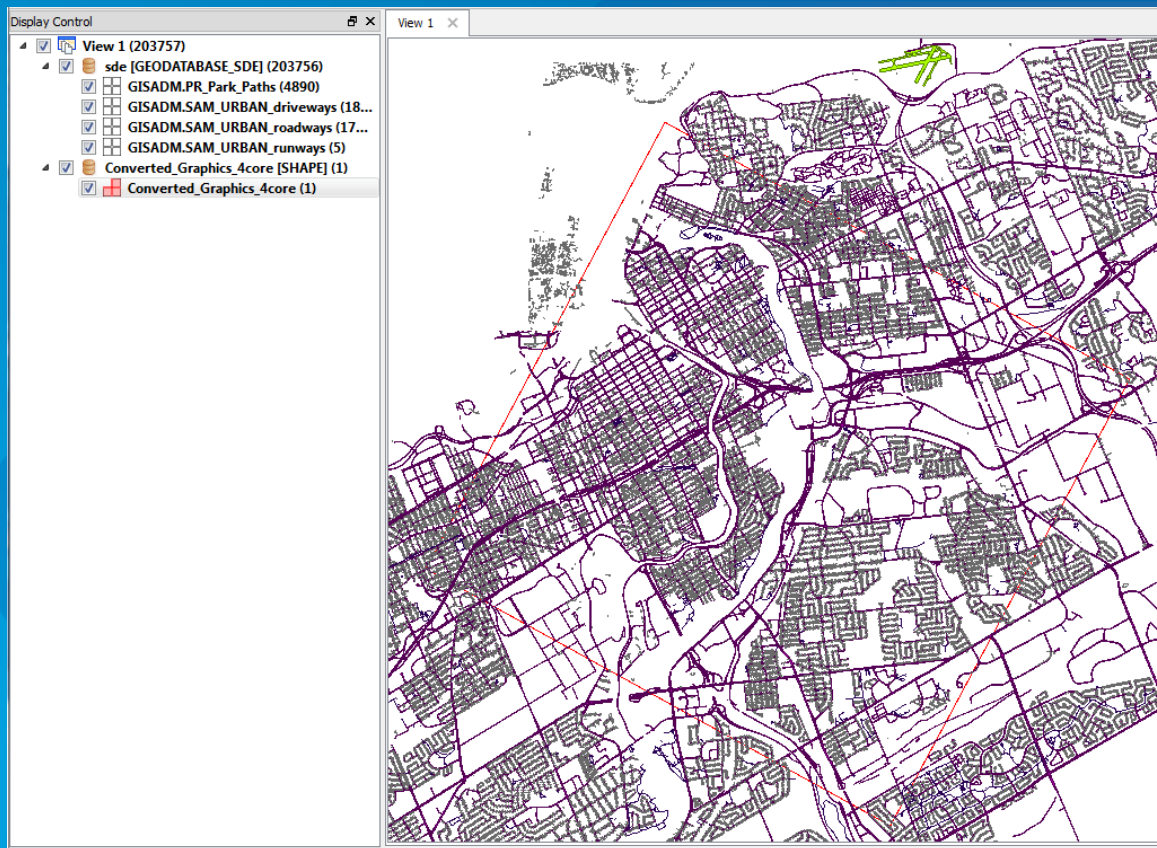 Display Control
View 1
View 1 (203757)
sde [GEODATABASE_SDE] (203756)
GISADM.PR_Park_Paths (4890)
GISADM.SAM_URBAN_driveways (18...
GISADM.SAM_URBAN_roadways (17...
GISADM.SAM_URBAN_runways (5)
Converted_Graphics_4core [SHAPE] (1)
Converted_Graphics_4core (1)